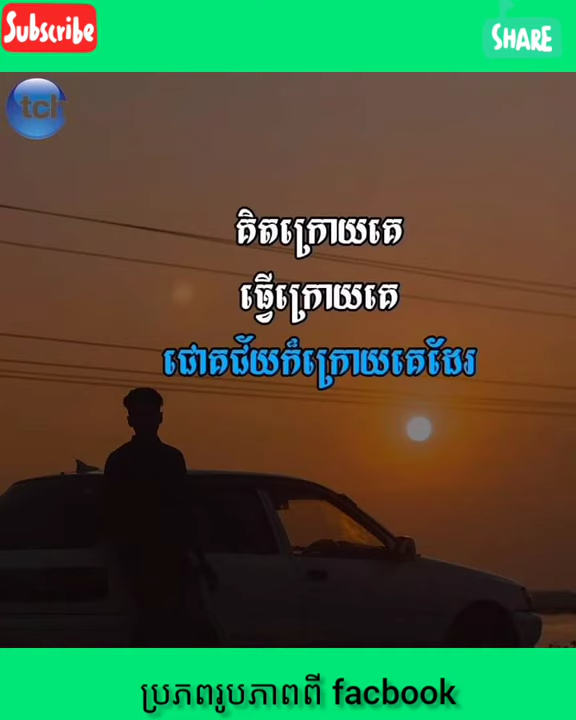 Subscribe
SHARE
tch
គិតក្រោយគេ
ធ្វើក្រោយគេ
ជោគជ័យក៏ក្រោយគេដែរ
ប្រភពរូបភាពពី facbook